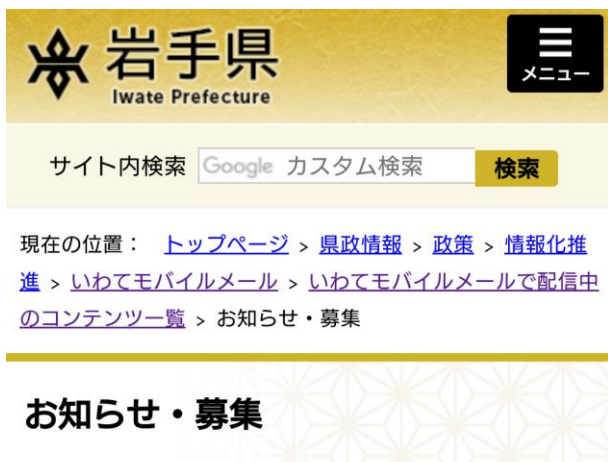 岩手県
Iwate Prefecture
メニュー
サイト内検索 Google カスタム検索 検索
現在の位置： トップページ > 県政情報 > 政策 > 情報化推
進 > いわてモバイルメール > いわてモバイルメールで配信中
のコンテンツ一覧 > お知らせ・募集
お知らせ・募集